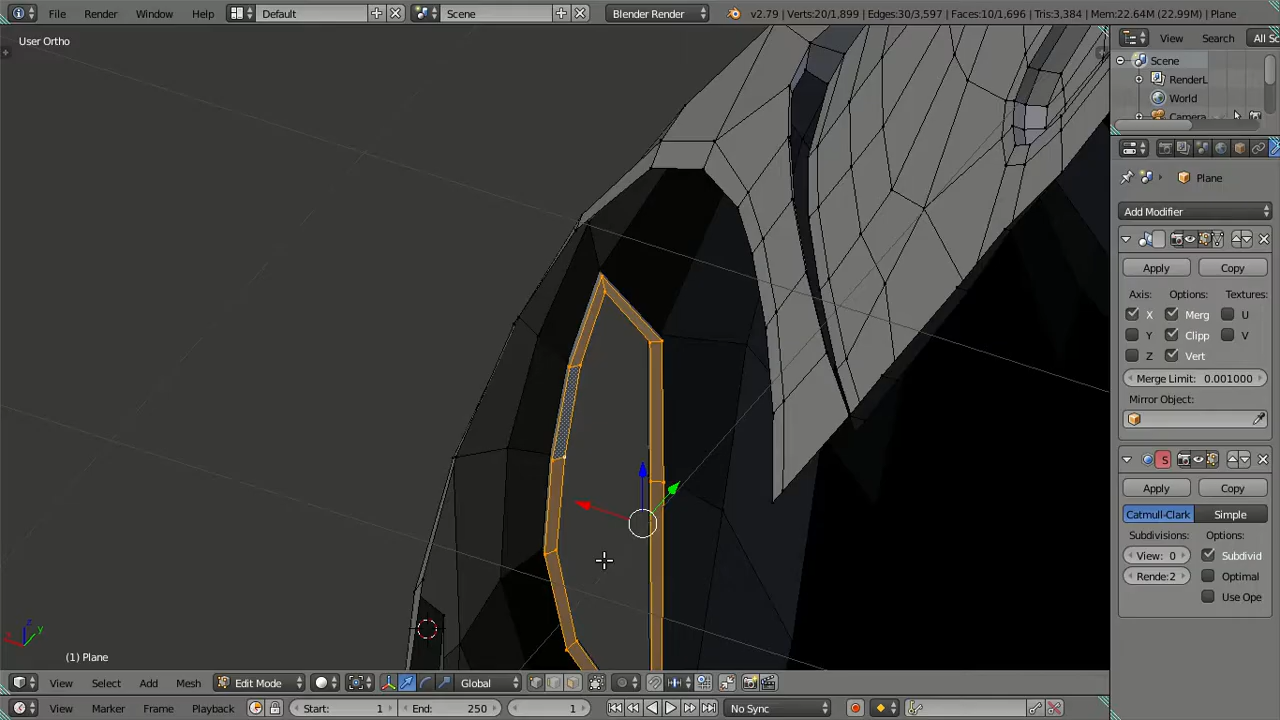 File Render Window Help Default Scene Blender Render v2.79 | Verts:20/1,899 | Edges:30/3,597 | Faces:10/1,696 | Tris:3,384 | Mem:22.64M (22.99M) | Plane
User Ortho
View Search All Sc
Scene
RenderL
World
Camera
Plane
Add Modifier
Apply Copy
Axis: Options: Textures:
X Merg U
Y Clipp V
Z Vert
Merge Limit: 0.001000
Mirror Object:
S
Apply Copy
Catmull-Clark Simple
Subdivisions: Options:
View: 0 Subdivid
Rende:2 Optimal
Use Ope
z
y
(1) Plane
View Select Add Mesh Edit Mode Global
View Marker Frame Playback Start: 1 End: 250 1 No Sync